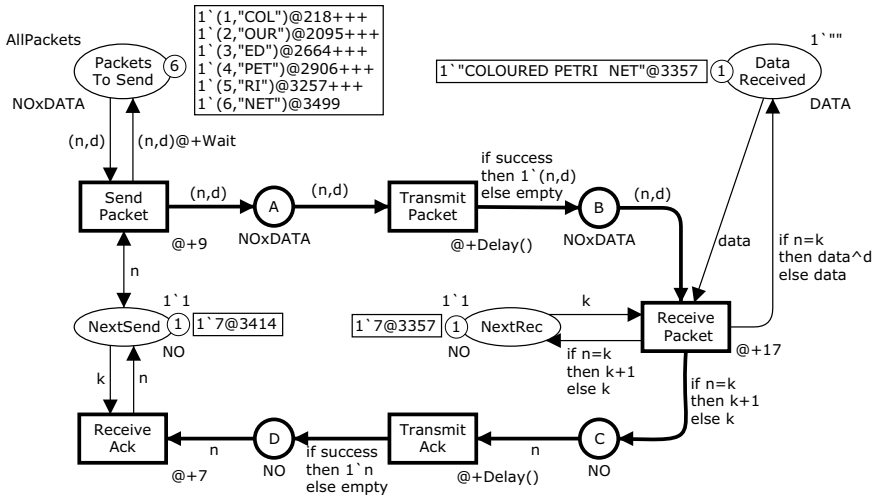 AllPackets
Packets
To Send
6
1`(1,"COL")@218+++
1`(2,"OUR")@2095+++
1`(3,"ED")@2664+++
1`(4,"PET")@2906+++
1`(5,"RI")@3257+++
1`(6,"NET")@3499
NOxDATA
1`""
1`"COLOURED PETRI  NET"@3357
1
Data
Received
DATA
(n,d)
(n,d)@+Wait
Send
Packet
@+9
(n,d)
A
NOxDATA
(n,d)
Transmit
Packet
@+Delay()
if success
then 1`(n,d)
else empty
B
NOxDATA
(n,d)
data
if n=k
then data^d
else data
n
1`1
NextSend
1
1`7@3414
NO
1`1
1`7@3357
1
NextRec
NO
k
if n=k
then k+1
else k
Receive
Packet
@+17
if n=k
then k+1
else k
k
n
Receive
Ack
@+7
n
D
NO
if success
then 1`n
else empty
Transmit
Ack
@+Delay()
n
C
NO